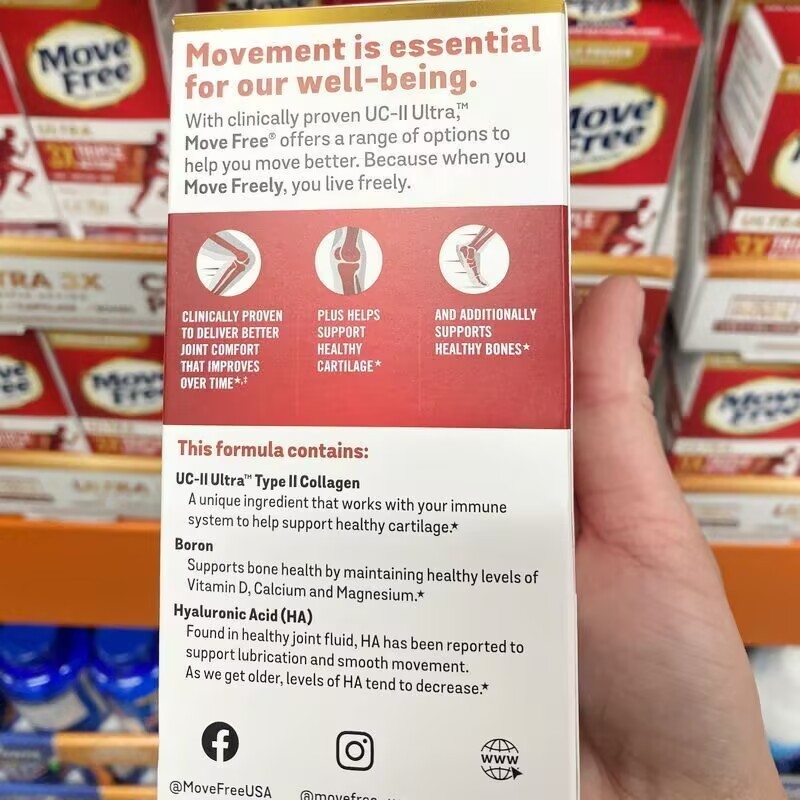 Movement is essential
for our well-being.
With clinically proven UC-II Ultra,™
Move Free® offers a range of options to
help you move better. Because when you
Move Freely, you live freely.
CLINICALLY PROVEN
TO DELIVER BETTER
JOINT COMFORT
THAT IMPROVES
OVER TIME*,‡
PLUS HELPS
SUPPORT
HEALTHY
CARTILAGE*
AND ADDITIONALLY
SUPPORTS
HEALTHY BONES*
This formula contains:
UC-II Ultra™ Type II Collagen
A unique ingredient that works with your immune
system to help support healthy cartilage.*
Boron
Supports bone health by maintaining healthy levels of
Vitamin D, Calcium and Magnesium.*
Hyaluronic Acid (HA)
Found in healthy joint fluid, HA has been reported to
support lubrication and smooth movement.
As we get older, levels of HA tend to decrease.*
www
@MoveFreeUSA
Move
Free
ULTRA
3X TRIPLE
TRA 3X
Move
Free